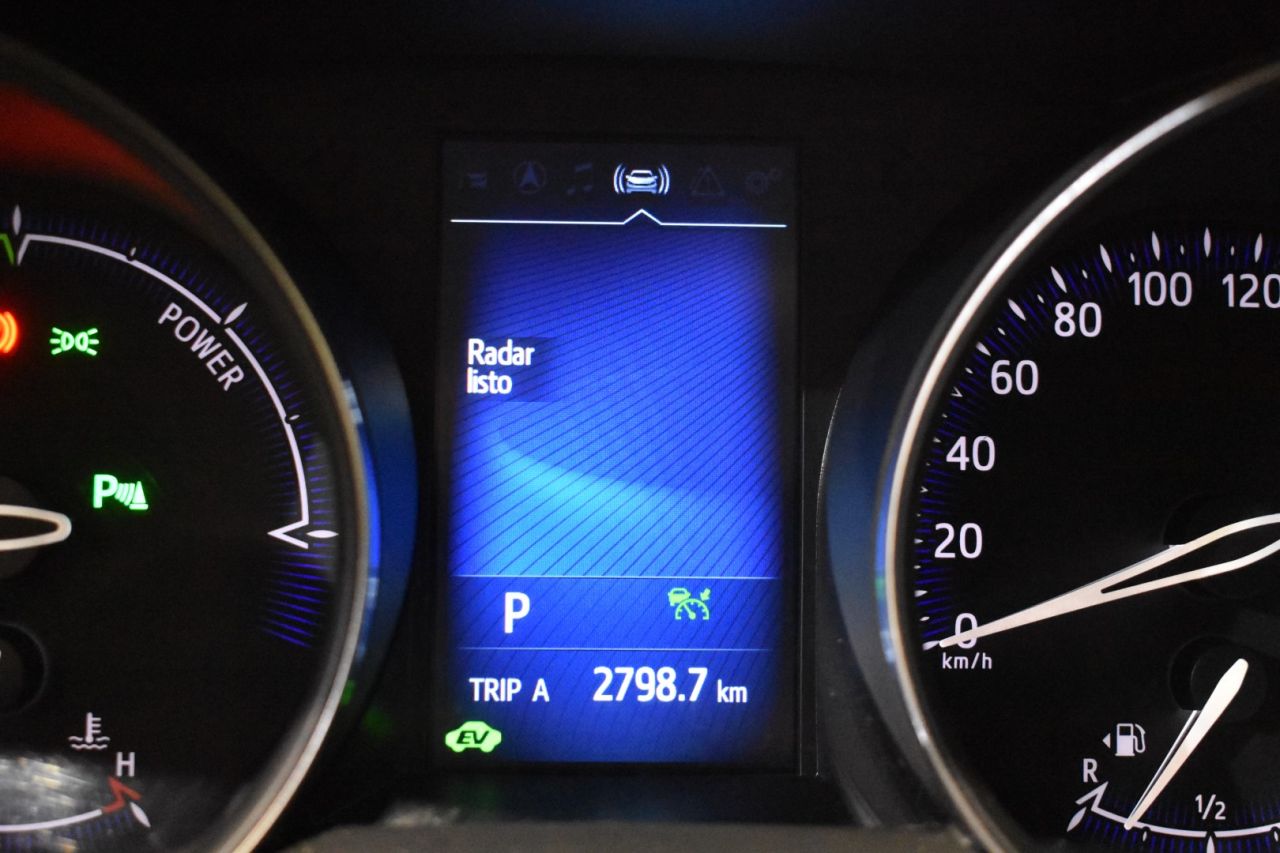 POWER
P
H
Radar
listo
P
TRIP A 2798.7 km
EV
120
100
80
60
40
20
0
km/h
R
1/2